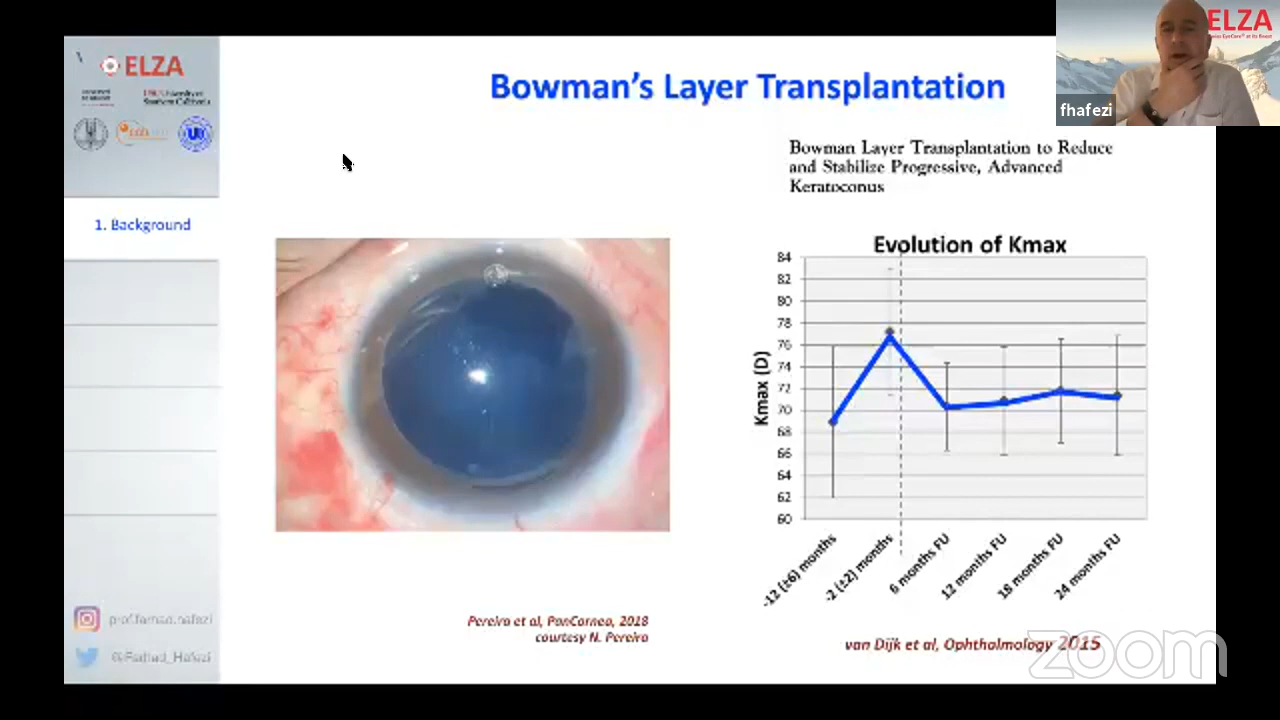 ELZA
1. Background
prof.farhad.hafezi
@Farhad_Hafezi
Bowman's Layer Transplantation
Bowman Layer Transplantation to Reduce
and Stabilize Progressive, Advanced
Keratoconus
Evolution of Kmax
Kmax (D)
84
82
80
78
76
74
72
70
68
66
64
62
60
-12 (±6) months
-2 (±2) months
6 months FU
12 months FU
18 months FU
24 months FU
Pereira et al, PanCornea, 2018
courtesy N. Pereira
van Dijk et al, Ophthalmology 2015
zoom
ELZA
fhafezi